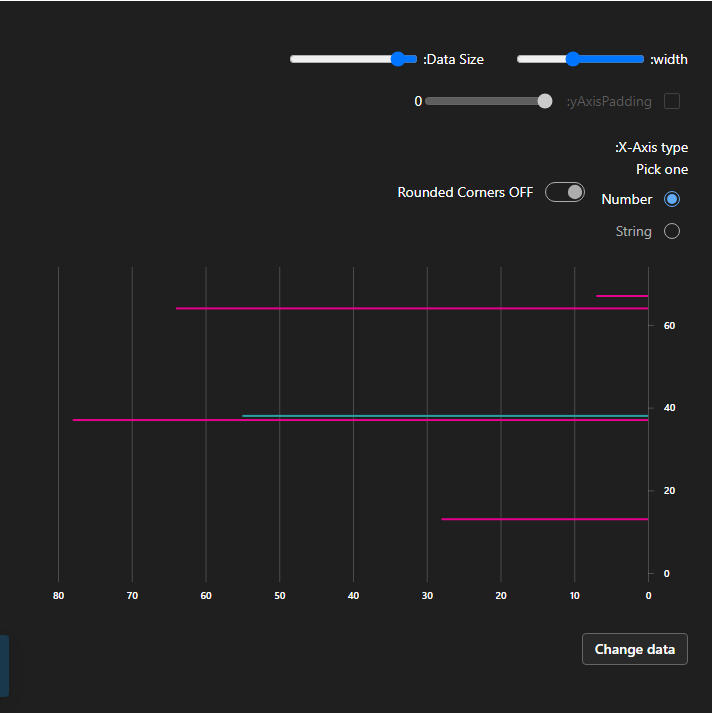 :width
:Data Size
:yAxisPadding
0
:X-Axis type
Pick one
Number
Rounded Corners OFF
String
60
40
20
0
80 70 60 50 40 30 20 10 0
Change data